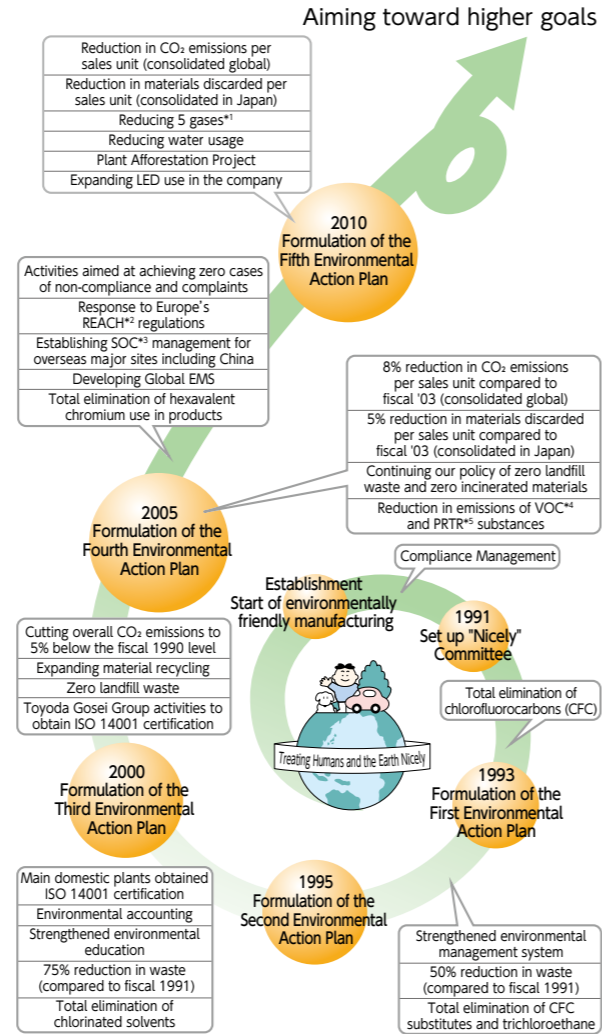 Aiming toward higher goals
Reduction in CO₂ emissions per
sales unit (consolidated global)
Reduction in materials discarded per
sales unit (consolidated in Japan)
Reducing 5 gases*1
Reducing water usage
Plant Afforestation Project
Expanding LED use in the company
2010
Formulation of the
Fifth Environmental
Action Plan
Activities aimed at achieving zero cases
of non-compliance and complaints
Response to Europe's
REACH*2 regulations
Establishing SOC*3 management for
overseas major sites including China
Developing Global EMS
Total elimination of hexavalent
chromium use in products
8% reduction in CO₂ emissions
per sales unit compared to
fiscal '03 (consolidated global)
5% reduction in materials discarded
per sales unit compared to
fiscal '03 (consolidated in Japan)
Continuing our policy of zero landfill
waste and zero incinerated materials
Reduction in emissions of VOC*4
and PRTR*5 substances
2005
Formulation of the
Fourth Environmental
Action Plan
Compliance Management
Establishment
Start of environmentally
friendly manufacturing
1991
Set up "Nicely"
Committee
Cutting overall CO₂ emissions to
5% below the fiscal 1990 level
Expanding material recycling
Zero landfill waste
Toyoda Gosei Group activities to
obtain ISO 14001 certification
Total elimination of
chlorofluorocarbons (CFC)
Treating Humans and the Earth Nicely
2000
Formulation of the
Third Environmental
Action Plan
1993
Formulation of the
First Environmental
Action Plan
Main domestic plants obtained
ISO 14001 certification
Environmental accounting
Strengthened environmental
education
75% reduction in waste
(compared to fiscal 1991)
Total elimination of
chlorinated solvents
1995
Formulation of the
Second Environmental
Action Plan
Strengthened environmental
management system
50% reduction in waste
(compared to fiscal 1991)
Total elimination of CFC
substitutes and trichloroethane